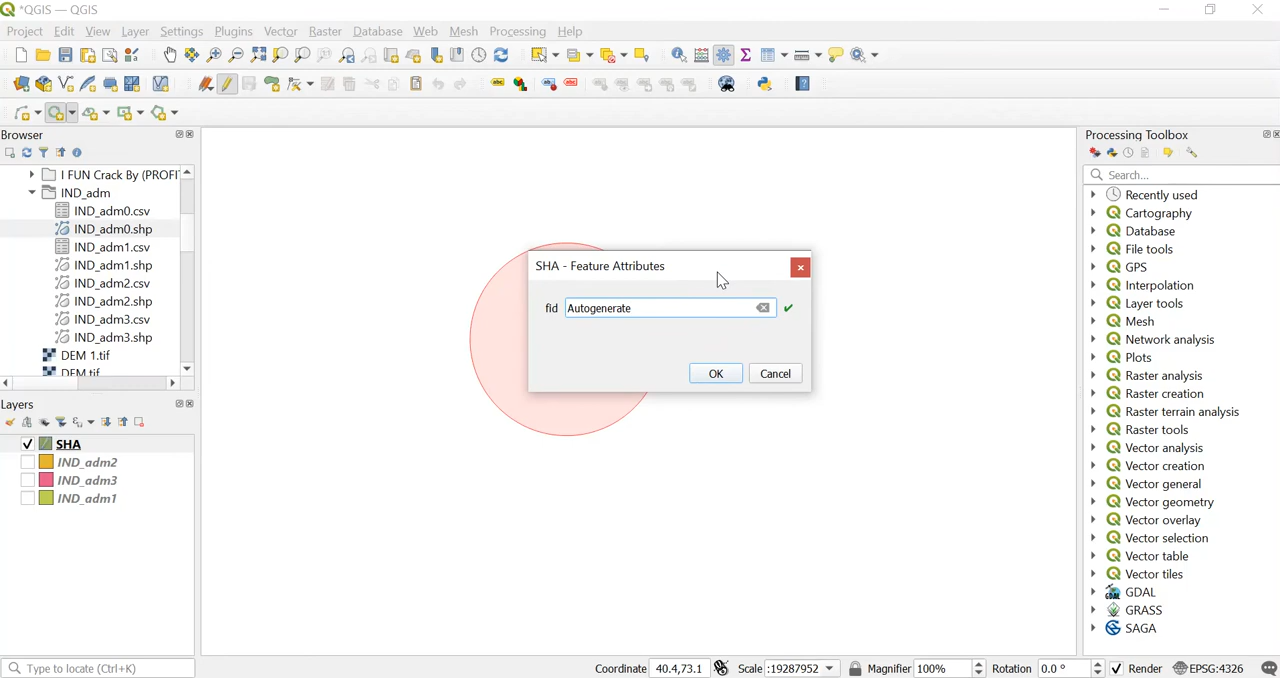 *QGIS — QGIS
Project Edit View Layer Settings Plugins Vector Raster Database Web Mesh Processing Help
Browser
I FUN Crack By (PROFI
IND_adm
IND_adm0.csv
IND_adm0.shp
IND_adm1.csv
IND_adm1.shp
IND_adm2.csv
IND_adm2.shp
IND_adm3.csv
IND_adm3.shp
DEM 1.tif
DEM tif
Layers
SHA
IND_adm2
IND_adm3
IND_adm1
SHA - Feature Attributes
fid Autogenerate
OK Cancel
Processing Toolbox
Search...
Recently used
Cartography
Database
File tools
GPS
Interpolation
Layer tools
Mesh
Network analysis
Plots
Raster analysis
Raster creation
Raster terrain analysis
Raster tools
Vector analysis
Vector creation
Vector general
Vector geometry
Vector overlay
Vector selection
Vector table
Vector tiles
GDAL
GRASS
SAGA
Type to locate (Ctrl+K) Coordinate 40.4,73.1 Scale :19287952 Magnifier 100% Rotation 0.0 ° Render EPSG:4326